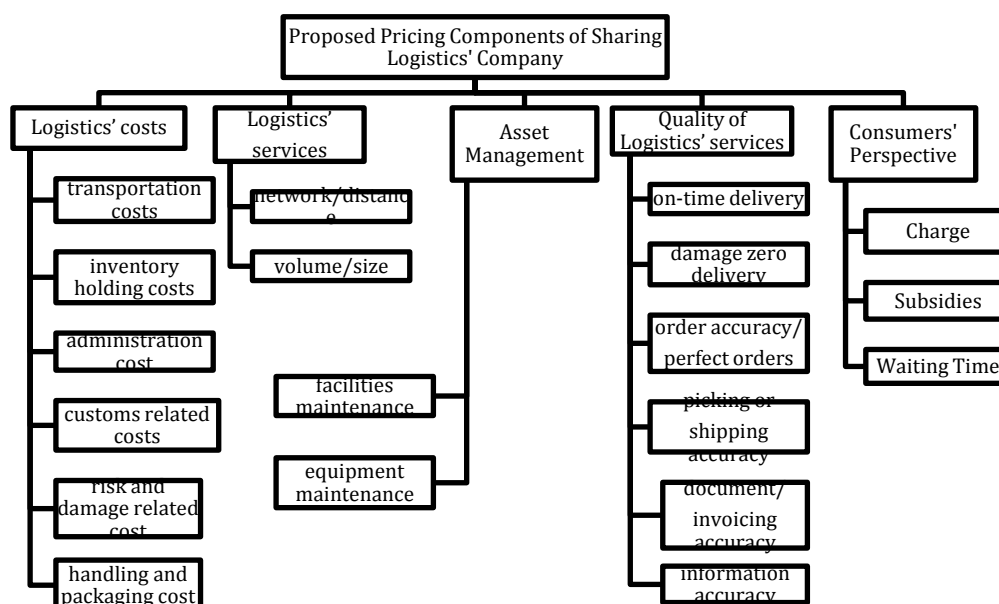 Proposed Pricing Components of Sharing
Logistics' Company
Logistics’ costs
transportation
costs
inventory
holding costs
administration
cost
customs related
costs
risk and
damage related
cost
handling and
packaging cost
Logistics’
services
network/distanc
e
volume/size
Asset
Management
facilities
maintenance
equipment
maintenance
Quality of
Logistics’ services
on-time delivery
damage zero
delivery
order accuracy/
perfect orders
picking or
shipping
accuracy
document/
invoicing
accuracy
information
accuracy
Consumers'
Perspective
Charge
Subsidies
Waiting Time